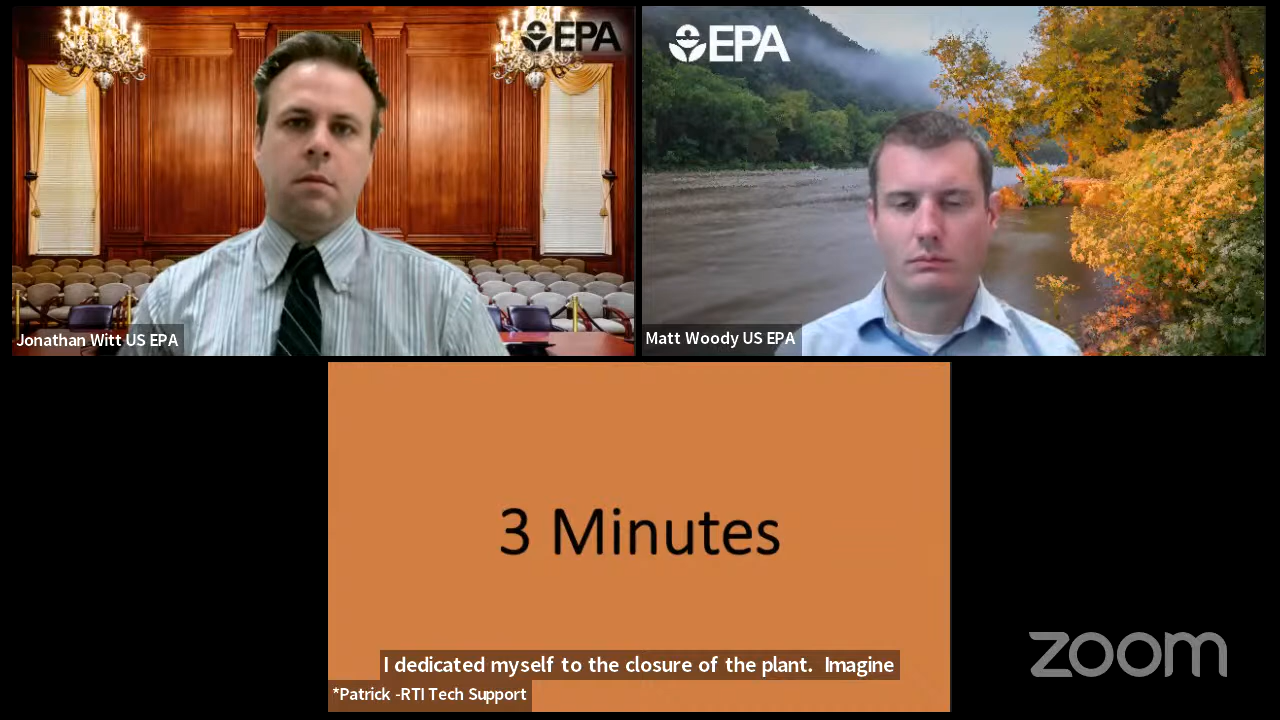 EPA
Jonathan Witt US EPA
EPA
Matt Woody US EPA
3 Minutes
I dedicated myself to the closure of the plant.  Imagine
*Patrick -RTI Tech Support
zoom